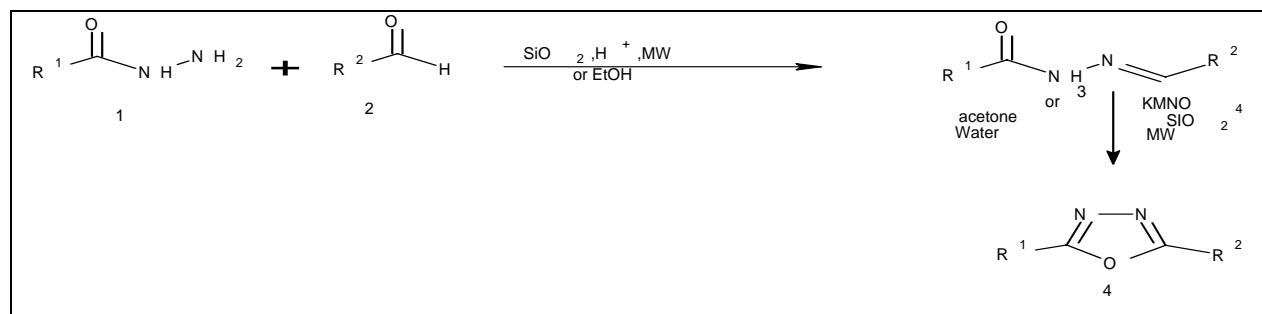 O O
R 1 N H N H 2 + R 2 H SiO 2 ,H + ,MW
or EtOH
1 2
O
R 1 N H N R 2
3
or
acetone
Water
KMNO 4
SIO 2
MW
N N
R 1 O R 2
4